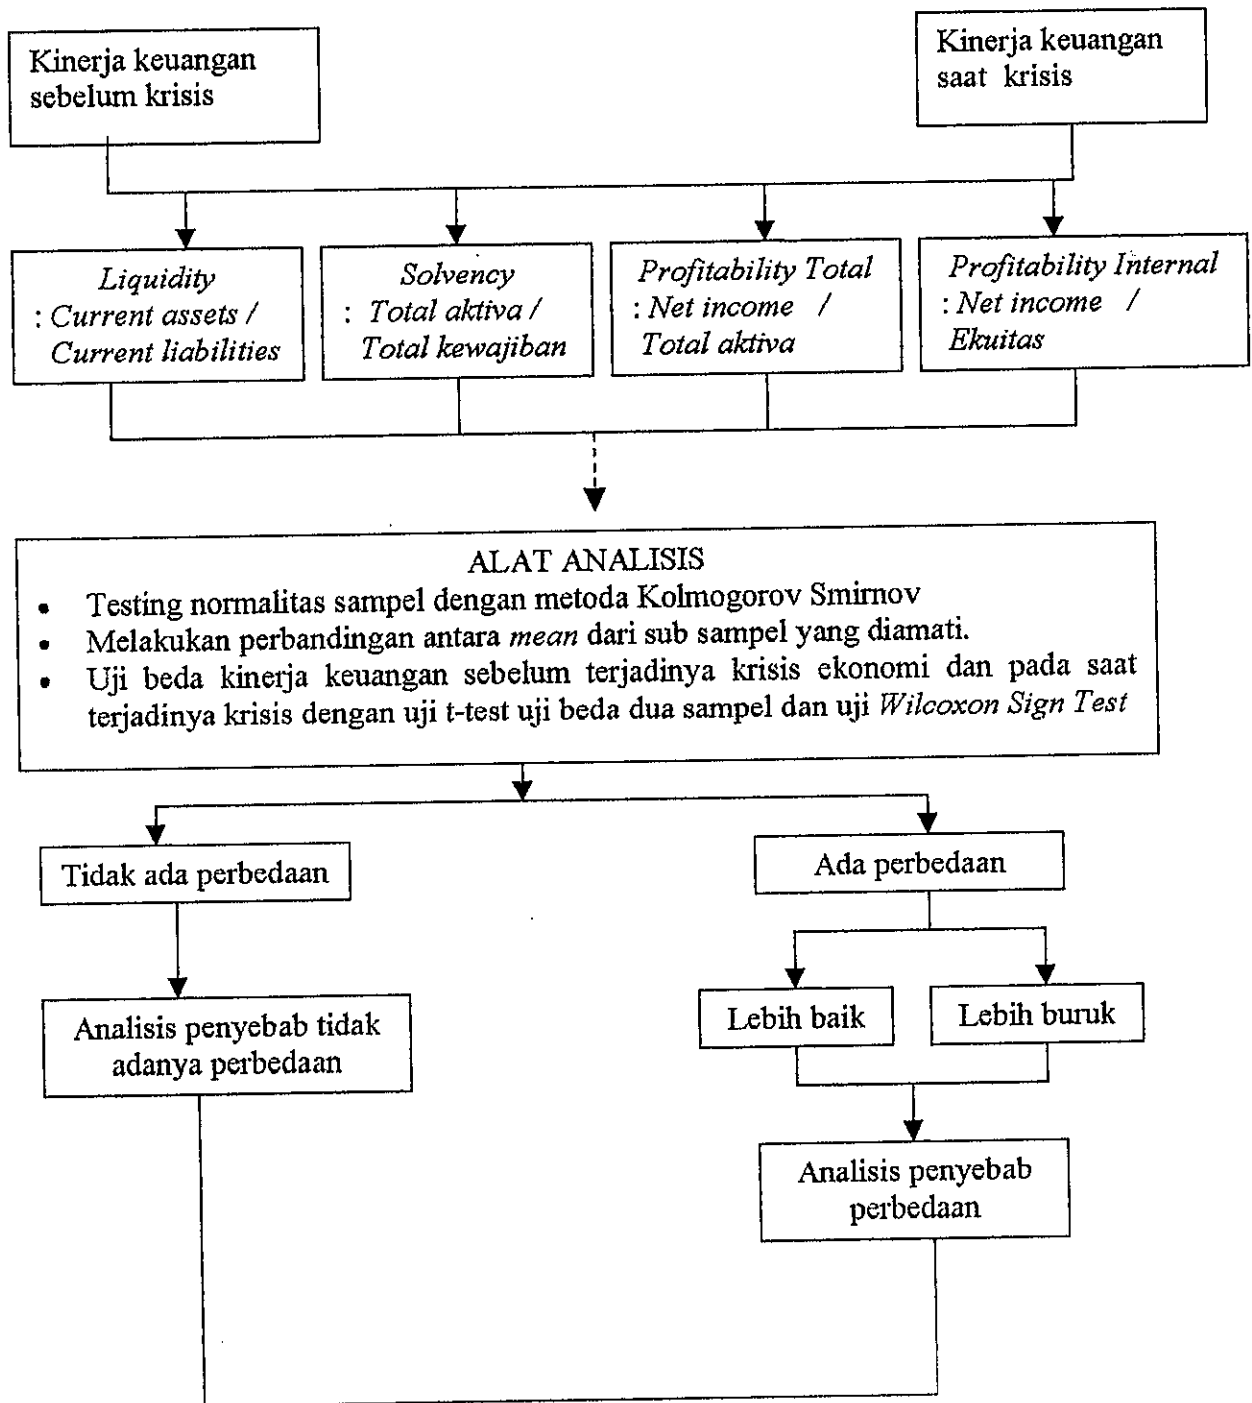 Kinerja keuangan
sebelum krisis
Kinerja keuangan
saat krisis
Liquidity
: Current assets /
Current liabilities
Solvency
: Total aktiva /
Total kewajiban
Profitability Total
: Net income /
Total aktiva
Profitability Internal
: Net income /
Ekuitas
ALAT ANALISIS
• Testing normalitas sampel dengan metoda Kolmogorov Smirnov
• Melakukan perbandingan antara mean dari sub sampel yang diamati.
• Uji beda kinerja keuangan sebelum terjadinya krisis ekonomi dan pada saat
terjadinya krisis dengan uji t-test uji beda dua sampel dan uji Wilcoxon Sign Test
Tidak ada perbedaan
Ada perbedaan
Lebih baik
Lebih buruk
Analisis penyebab tidak
adanya perbedaan
Analisis penyebab
perbedaan